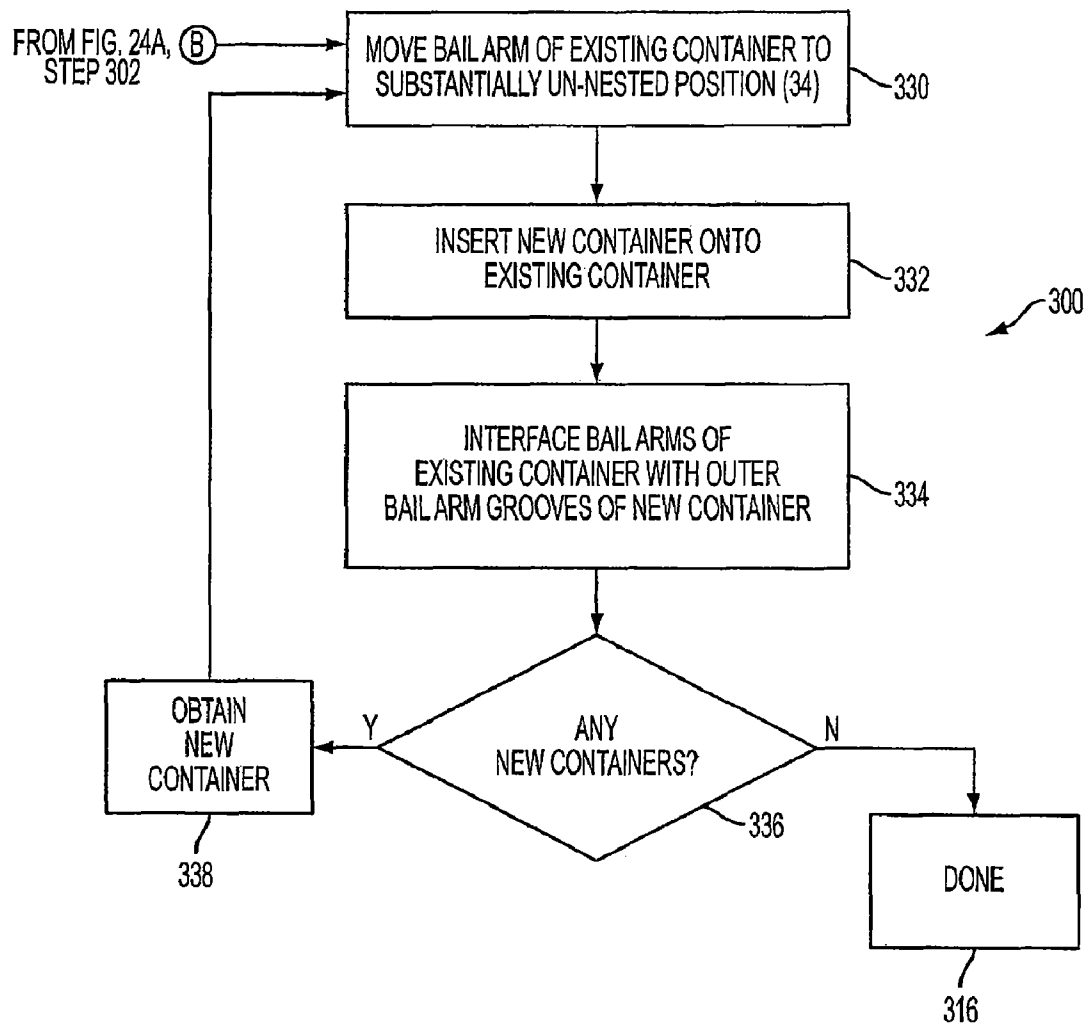 FROM FIG. 24A, B
STEP 302
MOVE BAIL ARM OF EXISTING CONTAINER TO
SUBSTANTIALLY UN-NESTED POSITION (34)
330
INSERT NEW CONTAINER ONTO
EXISTING CONTAINER
332
300
INTERFACE BAIL ARMS OF
EXISTING CONTAINER WITH OUTER
BAIL ARM GROOVES OF NEW CONTAINER
334
ANY
NEW CONTAINERS?
336
Y
N
OBTAIN
NEW
CONTAINER
338
DONE
316